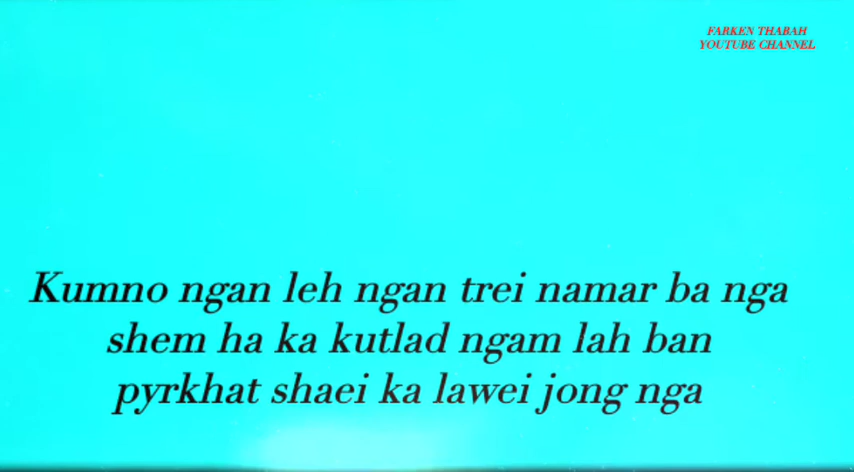 FARKEN THABAH
YOUTUBE CHANNEL
Kumno ngan leh ngan trei namar ba nga
shem ha ka kutlad ngam lah ban
pyrkhat shaei ka lawei jong nga